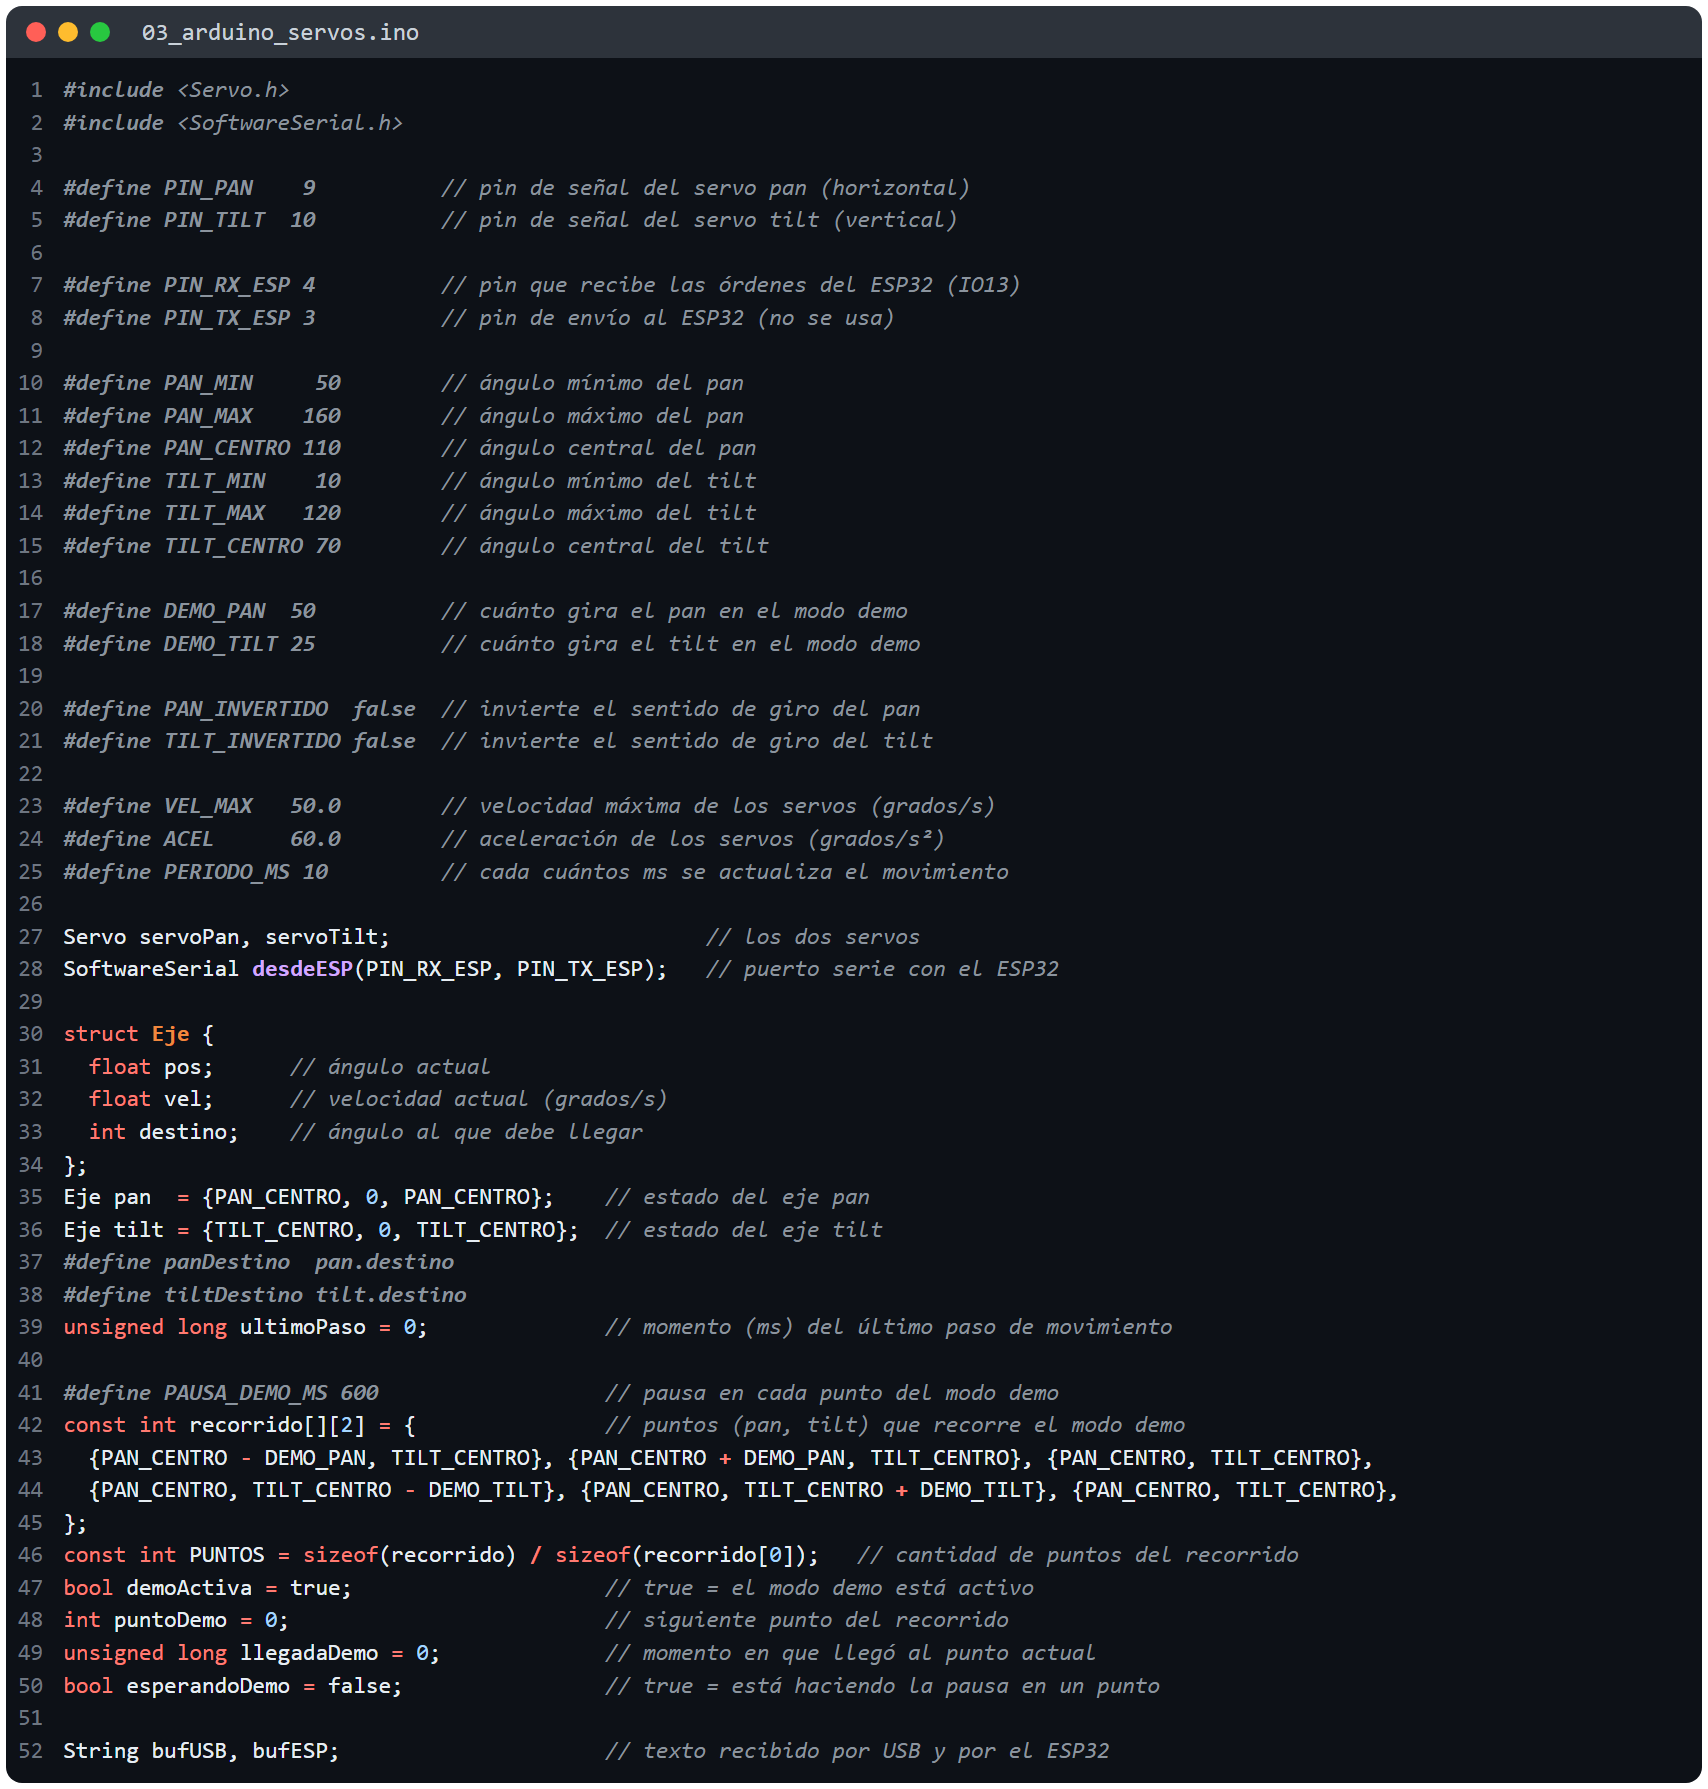 03_arduino_servos.ino
1 #include <Servo.h>
2 #include <SoftwareSerial.h>
3
4 #define PIN_PAN    9          // pin de señal del servo pan (horizontal)
5 #define PIN_TILT  10          // pin de señal del servo tilt (vertical)
6
7 #define PIN_RX_ESP 4          // pin que recibe las órdenes del ESP32 (IO13)
8 #define PIN_TX_ESP 3          // pin de envío al ESP32 (no se usa)
9
10 #define PAN_MIN     50        // ángulo mínimo del pan
11 #define PAN_MAX    160        // ángulo máximo del pan
12 #define PAN_CENTRO 110        // ángulo central del pan
13 #define TILT_MIN    10        // ángulo mínimo del tilt
14 #define TILT_MAX   120        // ángulo máximo del tilt
15 #define TILT_CENTRO 70        // ángulo central del tilt
16
17 #define DEMO_PAN  50          // cuánto gira el pan en el modo demo
18 #define DEMO_TILT 25          // cuánto gira el tilt en el modo demo
19
20 #define PAN_INVERTIDO  false  // invierte el sentido de giro del pan
21 #define TILT_INVERTIDO false  // invierte el sentido de giro del tilt
22
23 #define VEL_MAX   50.0        // velocidad máxima de los servos (grados/s)
24 #define ACEL      60.0        // aceleración de los servos (grados/s²)
25 #define PERIODO_MS 10         // cada cuántos ms se actualiza el movimiento
26
27 Servo servoPan, servoTilt;                         // los dos servos
28 SoftwareSerial desdeESP(PIN_RX_ESP, PIN_TX_ESP);   // puerto serie con el ESP32
29
30 struct Eje {
31   float pos;      // ángulo actual
32   float vel;      // velocidad actual (grados/s)
33   int destino;    // ángulo al que debe llegar
34 };
35 Eje pan  = {PAN_CENTRO, 0, PAN_CENTRO};    // estado del eje pan
36 Eje tilt = {TILT_CENTRO, 0, TILT_CENTRO};  // estado del eje tilt
37 #define panDestino  pan.destino
38 #define tiltDestino tilt.destino
39 unsigned long ultimoPaso = 0;              // momento (ms) del último paso de movimiento
40
41 #define PAUSA_DEMO_MS 600                  // pausa en cada punto del modo demo
42 const int recorrido[][2] = {               // puntos (pan, tilt) que recorre el modo demo
43   {PAN_CENTRO - DEMO_PAN, TILT_CENTRO}, {PAN_CENTRO + DEMO_PAN, TILT_CENTRO}, {PAN_CENTRO, TILT_CENTRO},
44   {PAN_CENTRO, TILT_CENTRO - DEMO_TILT}, {PAN_CENTRO, TILT_CENTRO + DEMO_TILT}, {PAN_CENTRO, TILT_CENTRO},
45 };
46 const int PUNTOS = sizeof(recorrido) / sizeof(recorrido[0]);   // cantidad de puntos del recorrido
47 bool demoActiva = true;                    // true = el modo demo está activo
48 int puntoDemo = 0;                         // siguiente punto del recorrido
49 unsigned long llegadaDemo = 0;             // momento en que llegó al punto actual
50 bool esperandoDemo = false;                // true = está haciendo la pausa en un punto
51
52 String bufUSB, bufESP;                     // texto recibido por USB y por el ESP32